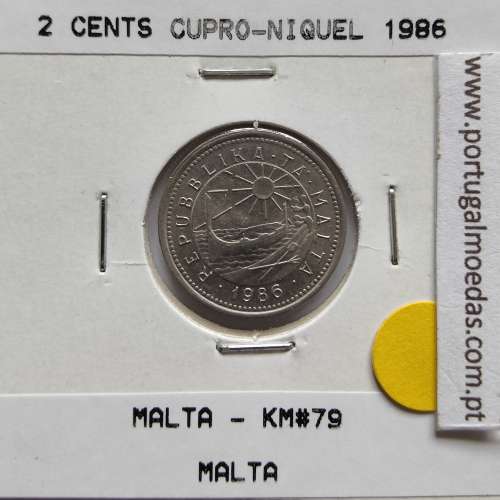 2 CENTS CUPRO-NIQUEL 1986
REPUBBLIKA · TA · MALTA
· 1986 ·
MALTA - KM#79
MALTA
www.portugalmoedas.com.pt